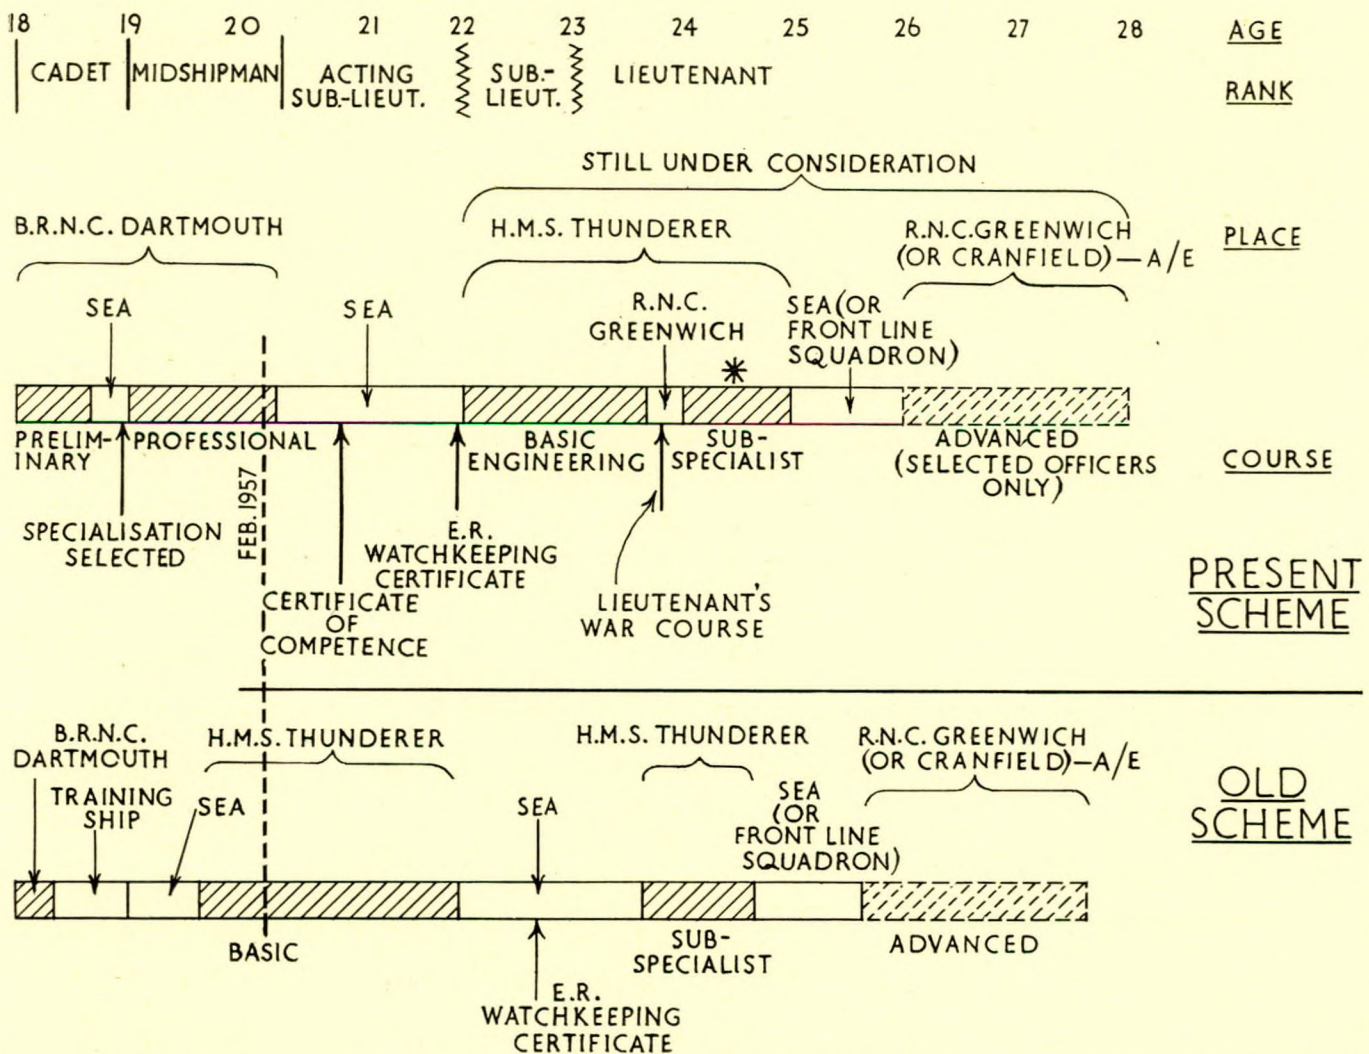 18 19 20 21 22 23 24 25 26 27 28 AGE
CADET MIDSHIPMAN ACTING SUB.- LIEUTENANT
SUB.-LIEUT. LIEUT. RANK
STILL UNDER CONSIDERATION
B.R.N.C. DARTMOUTH H.M.S. THUNDERER R.N.C. GREENWICH PLACE
(OR CRANFIELD)—A/E
SEA SEA R.N.C. SEA (OR
GREENWICH FRONT LINE
SQUADRON)
*
PRELIM- PROFESSIONAL BASIC SUB- ADVANCED
INARY ENGINEERING SPECIALIST (SELECTED OFFICERS COURSE
ONLY)
FEB. 1957
SPECIALISATION
SELECTED
E.R.
WATCHKEEPING
CERTIFICATE
CERTIFICATE
OF
COMPETENCE
LIEUTENANT'S
WAR COURSE
PRESENT
SCHEME
B.R.N.C.
DARTMOUTH
H.M.S. THUNDERER H.M.S. THUNDERER R.N.C. GREENWICH
(OR CRANFIELD)—A/E
TRAINING
SHIP
SEA SEA SEA
(OR
FRONT LINE
SQUADRON)
OLD
SCHEME
BASIC SUB- ADVANCED
SPECIALIST
E.R.
WATCHKEEPING
CERTIFICATE